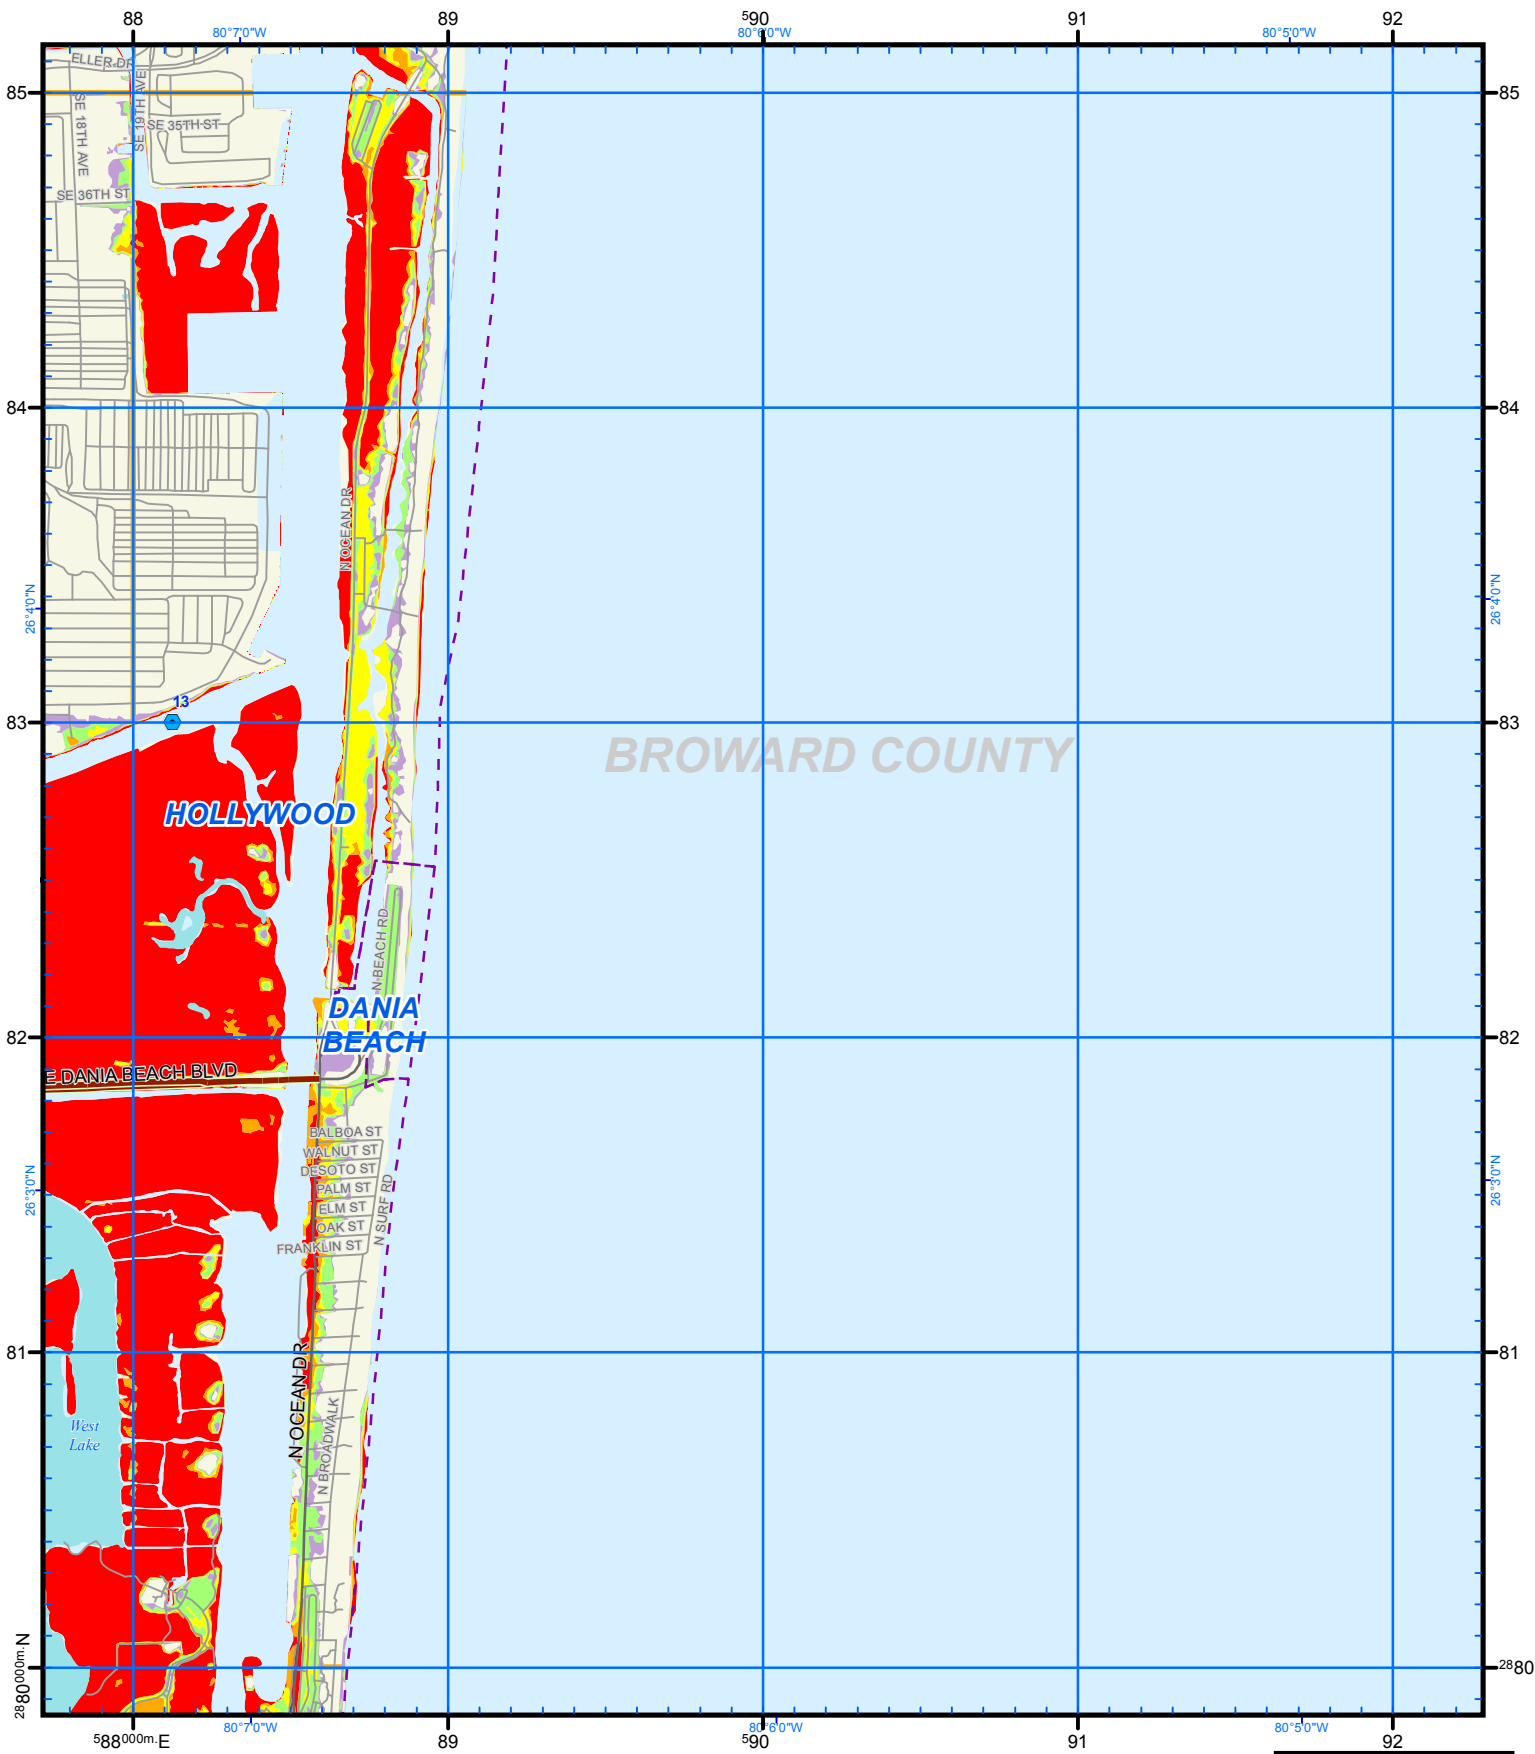 88
89
⁵90
91
92
80°7'0"W
80°6'0"W
80°5'0"W
ELLER DR
85
85
SE 18TH AVE
SE 19TH AVE
SE 35TH ST
SE 36TH ST
84
84
N OCEAN DR
26°4'0"N
26°4'0"N
13
83
83
BROWARD COUNTY
HOLLYWOOD
N BEACH RD
DANIA
BEACH
82
82
E DANIA BEACH BLVD
BALBOA ST
WALNUT ST
DESOTO ST
PALM ST
ELM ST
OAK ST
FRANKLIN ST
N SURF RD
26°3'0"N
26°3'0"N
81
81
N OCEAN DR
N BROADWALK
West
Lake
²⁸80⁰⁰⁰ᵐ·N
²⁸80
80°7'0"W
80°6'0"W
80°5'0"W
⁵88⁰⁰⁰ᵐ·E
89
⁵90
91
92